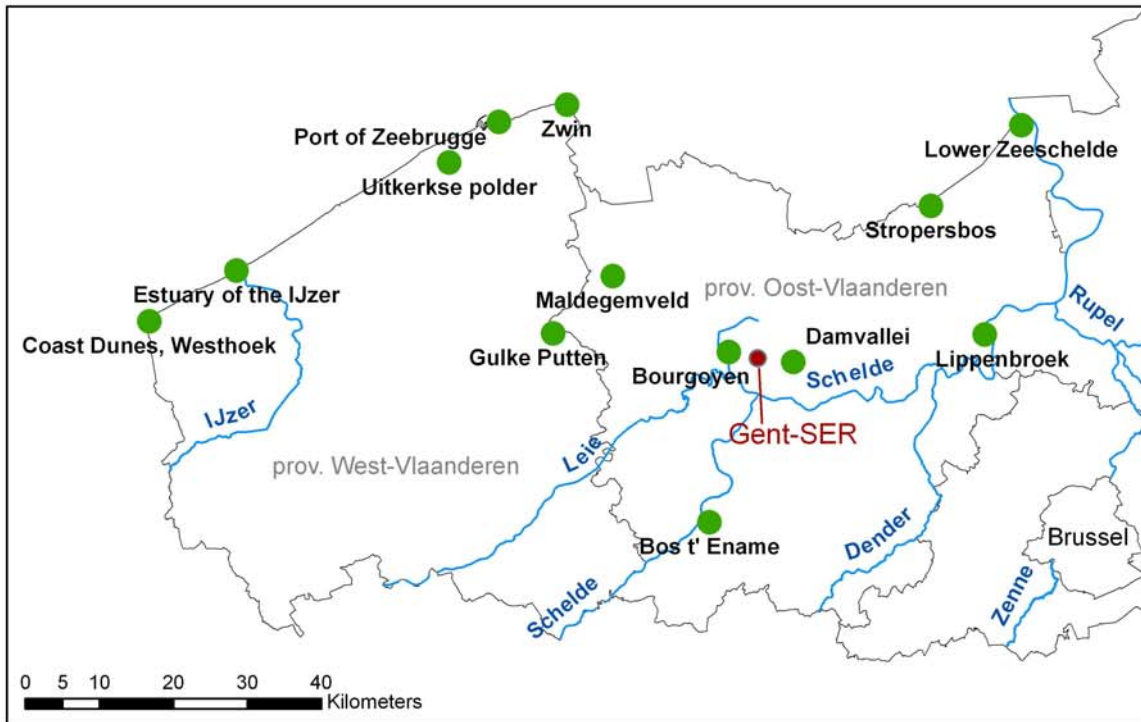 Zwin
Port of Zeebrugge
Lower Zeeschelde
Uitkerkse polder
Stropersbos
Estuary of the IJzer
Maldegemveld
prov. Oost-Vlaanderen
Rupel
Coast Dunes, Westhoek
Gulke Putten
Damvallei
Lippenbroek
Bourgoyen
Schelde
IJzer
Gent-SER
Leie
prov. West-Vlaanderen
Bos t' Ename
Dender
Brussel
Schelde
Zenne
0 5 10 20 30 40
Kilometers